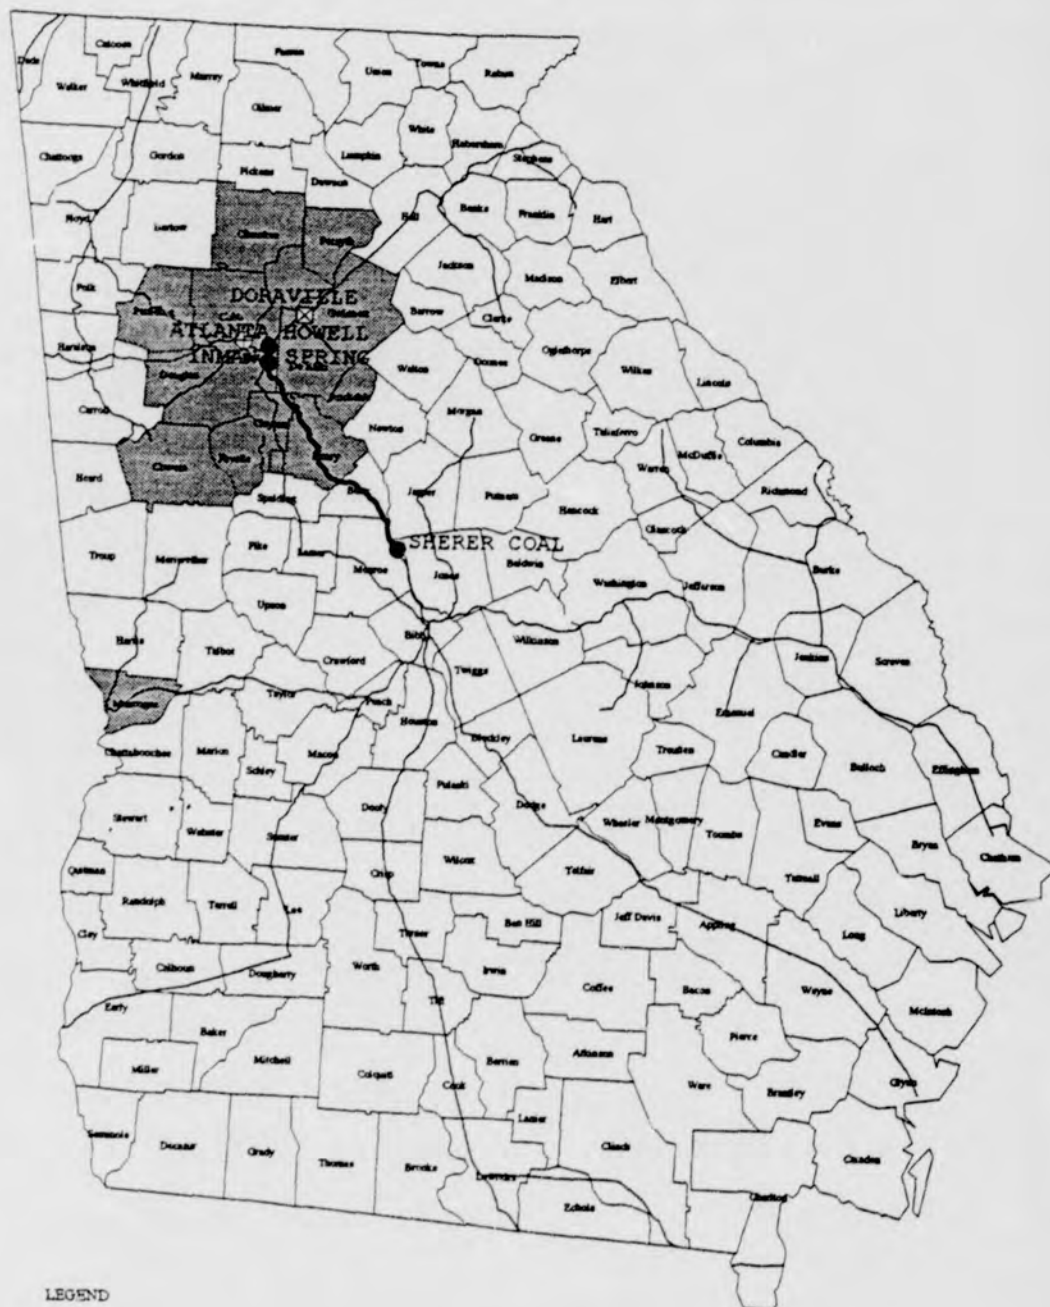 Dade
Catoosa
Fannin
Towns
Union
Rabun
Walker
Whitfield
Murray
Gilmer
White
Habersham
Chattooga
Gordon
Lumpkin
Stephens
Pickens
Dawson
Floyd
Bartow
Hall
Banks
Franklin
Hart
Cherokee
Forsyth
Jackson
Madison
Elbert
Polk
Paulding
Cobb
DORAVILLE
Gwinnett
Barrow
Clarke
ATLANTA HOWELL
INMAN SPRING
Haralson
Oconee
Oglethorpe
Wilkes
Lincoln
Douglas
De Kalb
Walton
Carroll
Rockdale
Newton
Morgan
Greene
Taliaferro
McDuffie
Columbia
Clayton
Heard
Coweta
Fayette
Henry
Warren
Richmond
Spalding
Butts
Jasper
Putnam
Hancock
Glascock
Troup
Meriwether
Pike
Lamar
Monroe
SHERER COAL
Jones
Baldwin
Washington
Jefferson
Burke
Upson
Harris
Talbot
Crawford
Bibb
Wilkinson
Twiggs
Jenkins
Screven
Muscogee
Taylor
Peach
Houston
Johnson
Emanuel
Chattahoochee
Marion
Schley
Macon
Bleckley
Laurens
Treutlen
Candler
Bulloch
Effingham
Stewart
Webster
Sumter
Dooly
Pulaski
Dodge
Wheeler
Montgomery
Toombs
Evans
Bryan
Chatham
Quitman
Randolph
Terrell
Lee
Crisp
Wilcox
Telfair
Tattnall
Liberty
Clay
Calhoun
Dougherty
Worth
Turner
Ben Hill
Jeff Davis
Appling
Long
Early
Baker
Tift
Irwin
Coffee
Bacon
Wayne
McIntosh
Miller
Mitchell
Colquitt
Cook
Berrien
Atkinson
Pierce
Ware
Brantley
Glynn
Seminole
Decatur
Grady
Thomas
Brooks
Lanier
Lowndes
Clinch
Echols
Charlton
Camden
LEGEND